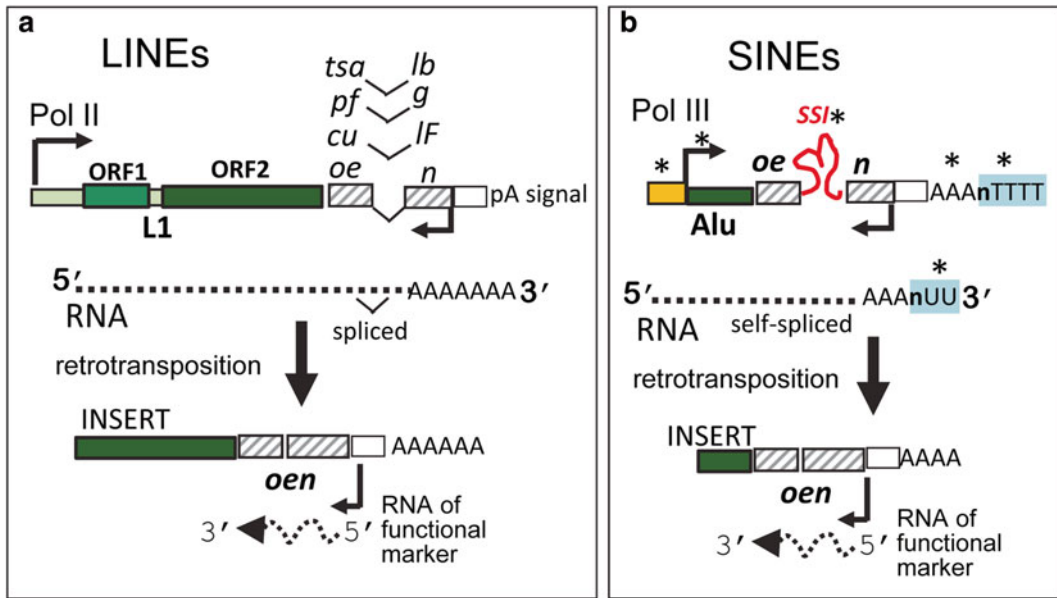 a
LINEs
tsa lb
pf g
cu lF
oe n
Pol II
ORF1 ORF2
pA signal
L1
5′ AAAAAAA 3′
RNA spliced
retrotransposition
INSERT
AAAAAA
oen
3′ 5′
RNA of
functional
marker
b
SINEs
Pol III
SSI*
* * oe n * *
AAAnTTTT
Alu
*
5′ AAAnUU 3′
RNA self-spliced
retrotransposition
INSERT
AAAA
oen
3′ 5′
RNA of
functional
marker